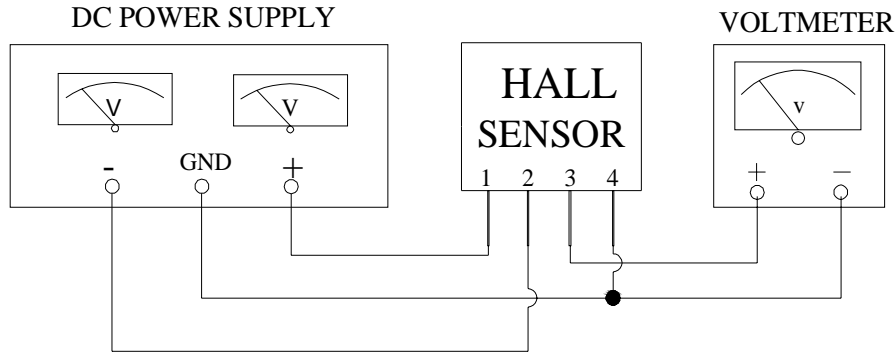 DC POWER SUPPLY
VOLTMETER
V
V
- GND +
HALL
SENSOR
1 2 3 4
v
+ −